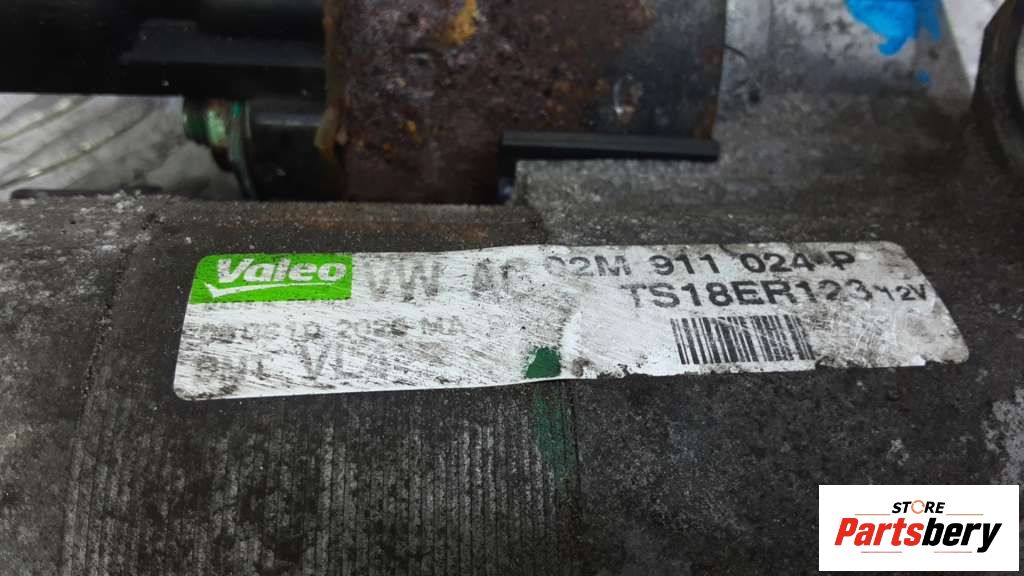 Valeo VW AG 02M 911 024 P
TS18ER123 12V
STORE
Partsbery